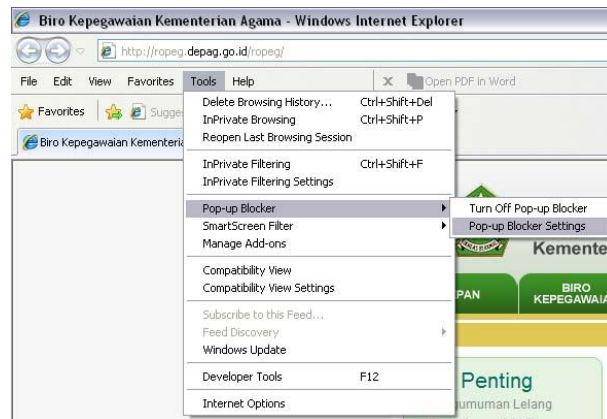 Biro Kepegawaian Kementerian Agama - Windows Internet Explorer
http://ropeg.depag.go.id/ropeg/
File Edit View Favorites Tools Help X Open PDF in Word
Favorites
Biro Kepegawaian
Delete Browsing History... Ctrl+Shift+Del
InPrivate Browsing Ctrl+Shift+P
Reopen Last Browsing Session
InPrivate Filtering Ctrl+Shift+F
InPrivate Filtering Settings
Pop-up Blocker
Turn Off Pop-up Blocker
Pop-up Blocker Settings
SmartScreen Filter
Manage Add-ons
Compatibility View
Compatibility View Settings
Subscribe to this Feed...
Feed Discovery
Windows Update
Developer Tools F12
Internet Options
Kemente
PAN
BIRO
KEPEGAWAIA
Penting
gumuman Lelang